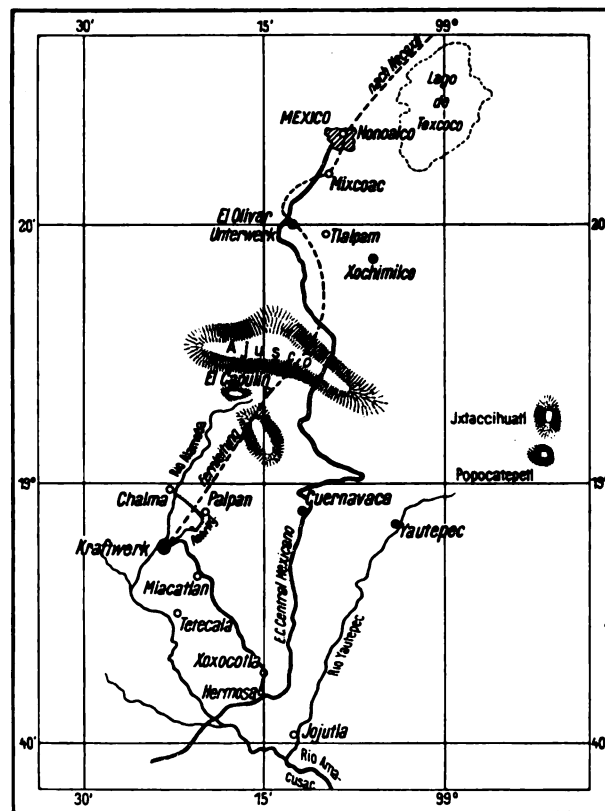 30'
15'
99°
nach Necaxa
Lago
de
Texcoco
MEXICO
Nonoalco
Mixcoac
El Olivar
Unterwerk
20'
20'
Tlalpam
Xochimilco
Ajusco
El Capulin
Jxtaccihuatl
Popocatepetl
Fernleitung
19°
19°
Chalma
Palpan
Cuernavaca
Yautepec
Kraftwerk
Miacatlan
Tetecala
F.C. Central Mexicano
Rio Yautepec
Xoxocotla
Hermosa
Jojutla
40'
40'
Rio Ama-
cusac
30'
15'
99°